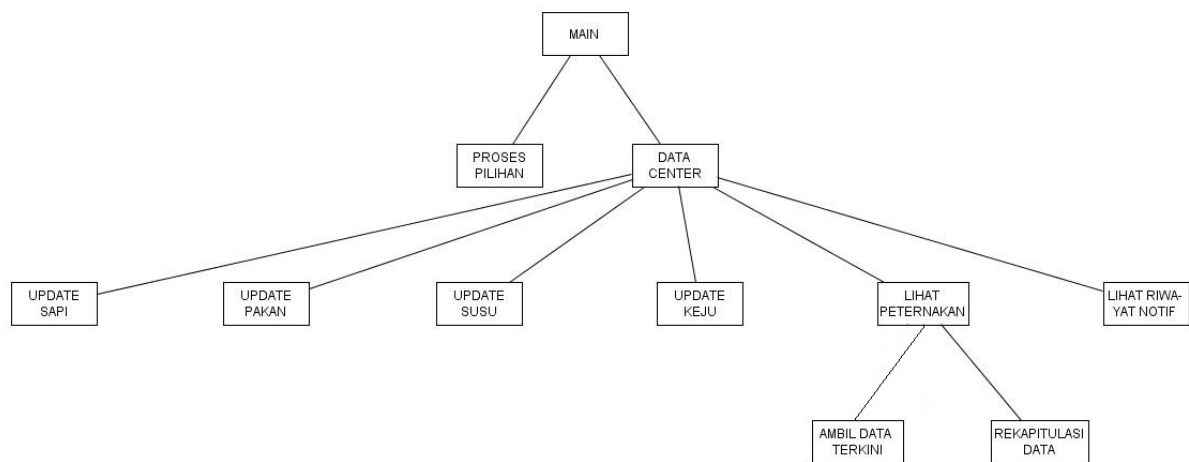 MAIN
PROSES
PILIHAN
DATA
CENTER
UPDATE
SAPI
UPDATE
PAKAN
UPDATE
SUSU
UPDATE
KEJU
LIHAT
PETERNAKAN
LIHAT RIWA-
YAT NOTIF
AMBIL DATA
TERKINI
REKAPITULASI
DATA